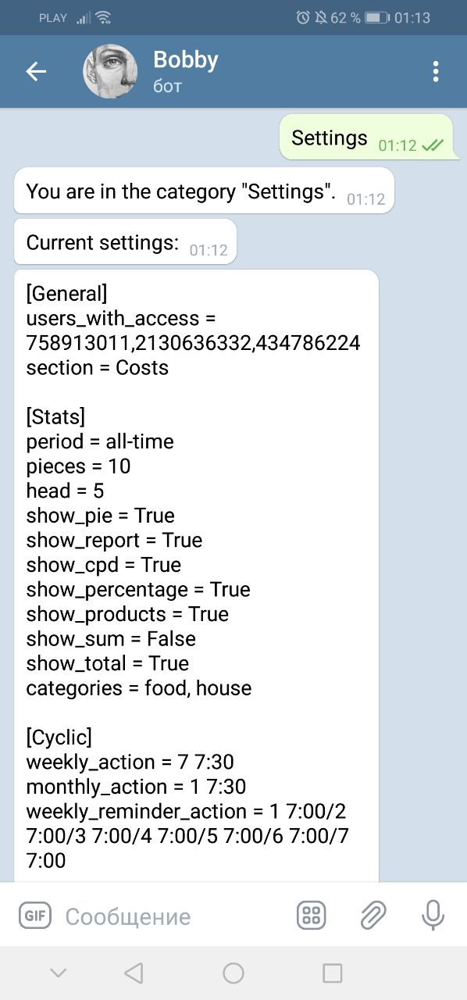 PLAY 62 % 01:13
Bobby
бот
Settings 01:12
You are in the category "Settings". 01:12
Current settings: 01:12
[General]
users_with_access =
758913011,2130636332,434786224
section = Costs
[Stats]
period = all-time
pieces = 10
head = 5
show_pie = True
show_report = True
show_cpd = True
show_percentage = True
show_products = True
show_sum = False
show_total = True
categories = food, house
[Cyclic]
weekly_action = 7 7:30
monthly_action = 1 7:30
weekly_reminder_action = 1 7:00/2
7:00/3 7:00/4 7:00/5 7:00/6 7:00/7
7:00
GIF Сообщение